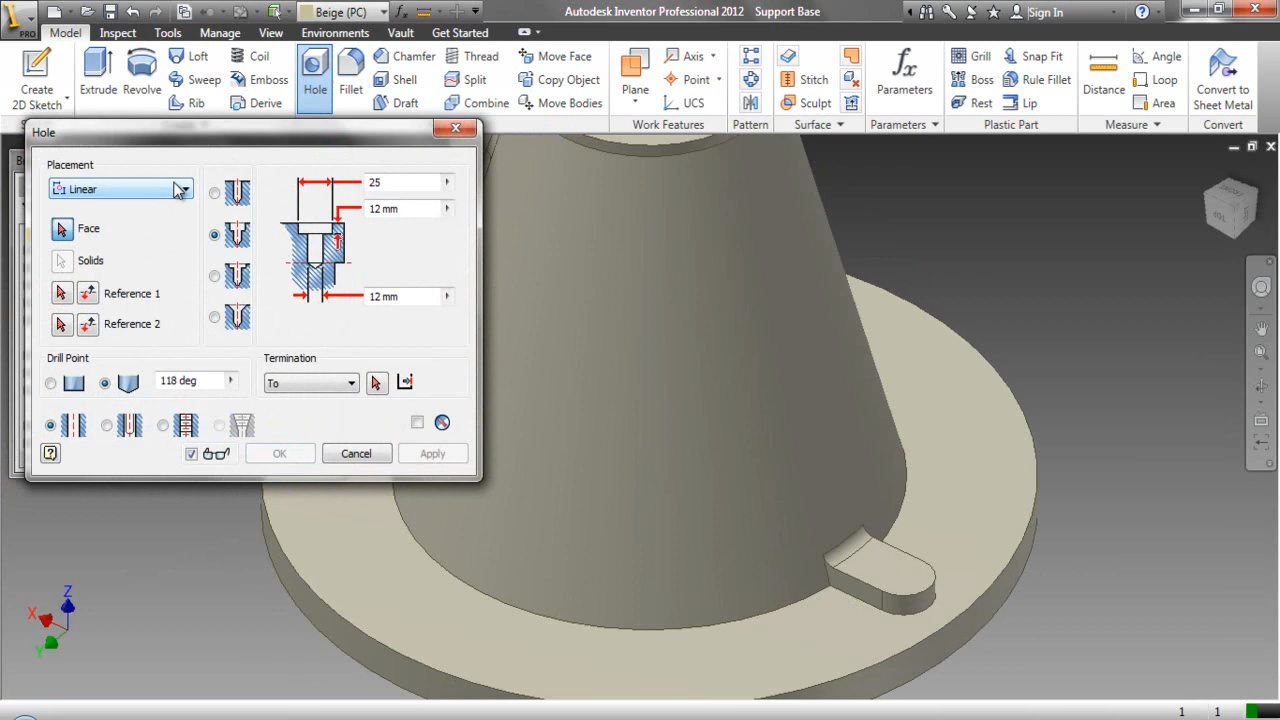 Beige (PC)
Autodesk Inventor Professional 2012 Support Base
Sign In
PRO
Model Inspect Tools Manage View Environments Vault Get Started
Create
2D Sketch
Extrude
Revolve
Loft
Sweep
Rib
Coil
Emboss
Derive
Hole
Fillet
Chamfer
Shell
Draft
Thread
Split
Combine
Move Face
Copy Object
Move Bodies
Plane
Axis
Point
UCS
Stitch
Sculpt
Parameters
Grill
Boss
Rest
Snap Fit
Rule Fillet
Lip
Distance
Angle
Loop
Area
Convert to
Sheet Metal
Work Features
Pattern
Surface
Parameters
Plastic Part
Measure
Convert
Hole
Placement
Linear
Face
Solids
Reference 1
Reference 2
25
12 mm
12 mm
Drill Point
118 deg
Termination
To
OK
Cancel
Apply
TOP
X
Y
Z
1 1